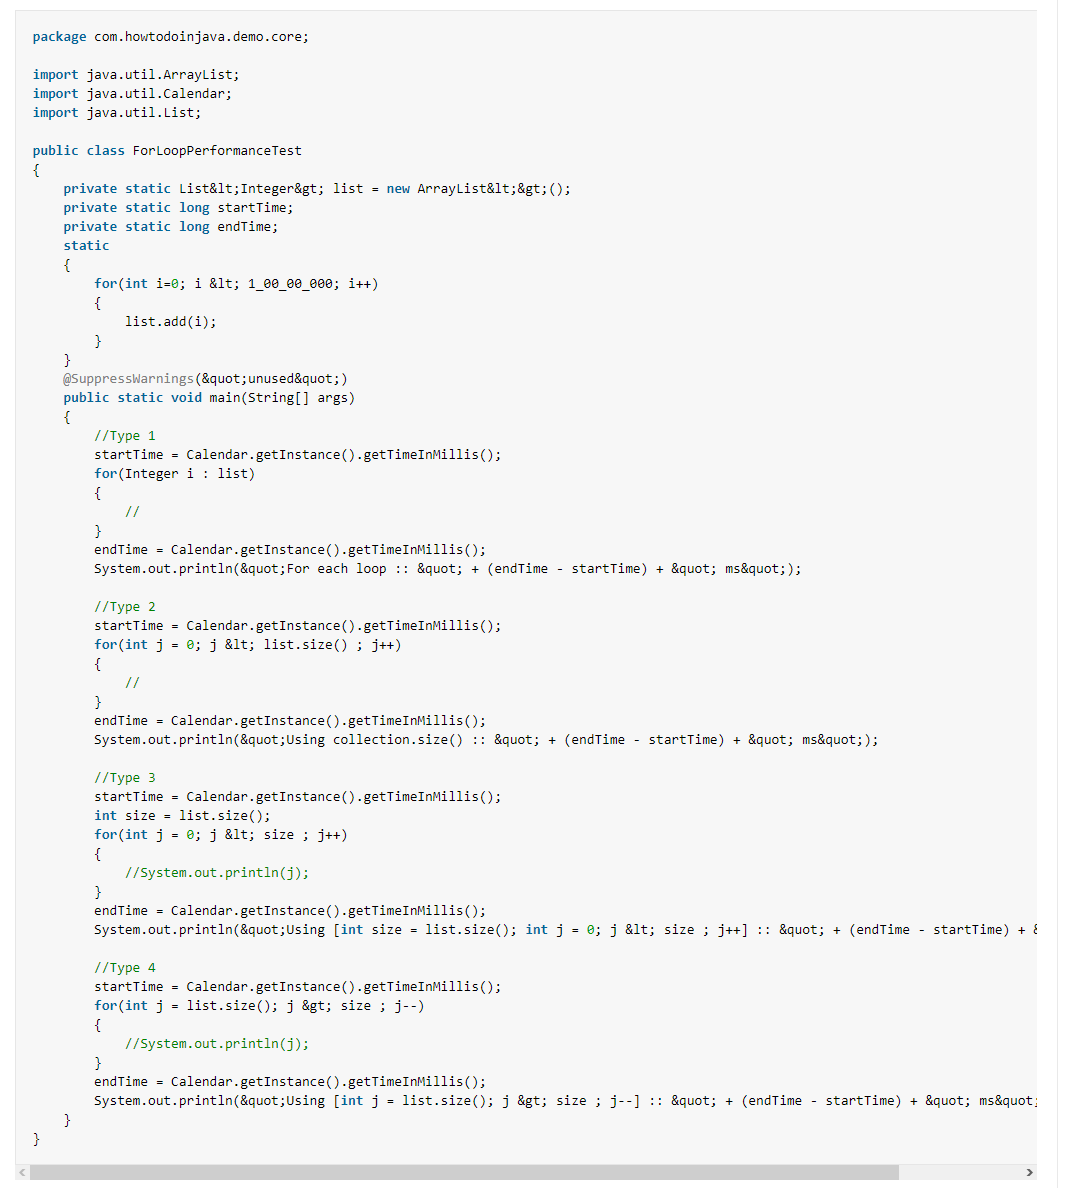 package com.howtodoinjava.demo.core;

import java.util.ArrayList;
import java.util.Calendar;
import java.util.List;

public class ForLoopPerformanceTest
{
    private static List&lt;Integer&gt; list = new ArrayList&lt;&gt;();
    private static long startTime;
    private static long endTime;
    static
    {
        for(int i=0; i &lt; 1_00_00_000; i++)
        {
            list.add(i);
        }
    }
    @SuppressWarnings(&quot;unused&quot;)
    public static void main(String[] args)
    {
        //Type 1
        startTime = Calendar.getInstance().getTimeInMillis();
        for(Integer i : list)
        {
            //
        }
        endTime = Calendar.getInstance().getTimeInMillis();
        System.out.println(&quot;For each loop :: &quot; + (endTime - startTime) + &quot; ms&quot;);

        //Type 2
        startTime = Calendar.getInstance().getTimeInMillis();
        for(int j = 0; j &lt; list.size() ; j++)
        {
            //
        }
        endTime = Calendar.getInstance().getTimeInMillis();
        System.out.println(&quot;Using collection.size() :: &quot; + (endTime - startTime) + &quot; ms&quot;);

        //Type 3
        startTime = Calendar.getInstance().getTimeInMillis();
        int size = list.size();
        for(int j = 0; j &lt; size ; j++)
        {
            //System.out.println(j);
        }
        endTime = Calendar.getInstance().getTimeInMillis();
        System.out.println(&quot;Using [int size = list.size(); int j = 0; j &lt; size ; j++] :: &quot; + (endTime - startTime) + &

        //Type 4
        startTime = Calendar.getInstance().getTimeInMillis();
        for(int j = list.size(); j &gt; size ; j--)
        {
            //System.out.println(j);
        }
        endTime = Calendar.getInstance().getTimeInMillis();
        System.out.println(&quot;Using [int j = list.size(); j &gt; size ; j--] :: &quot; + (endTime - startTime) + &quot; ms&quot;
    }
}